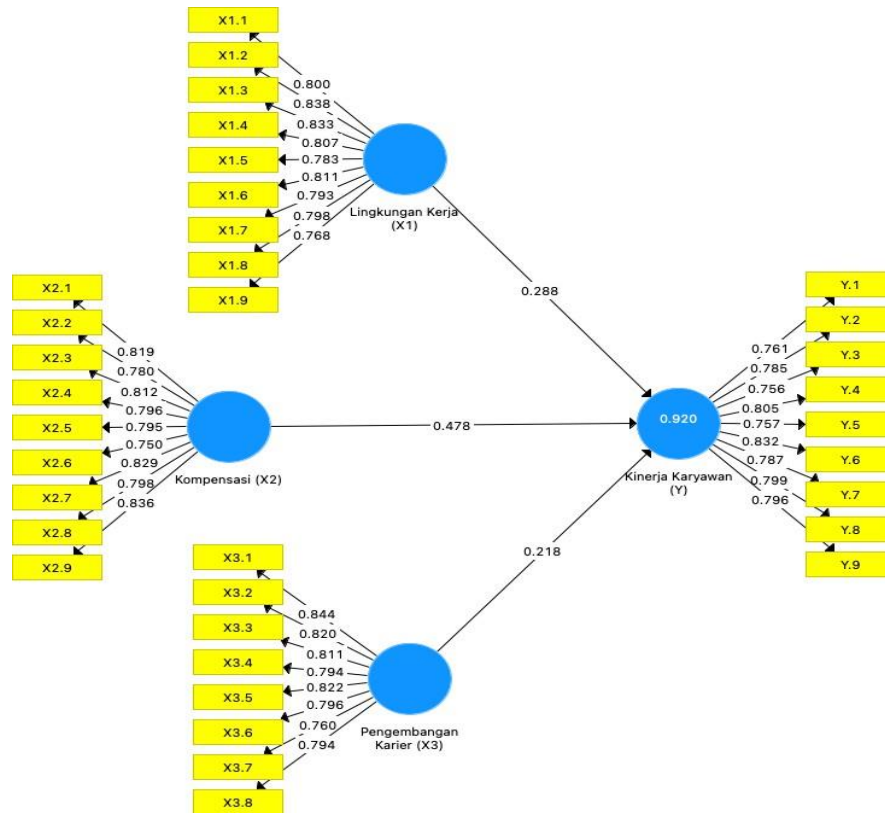 X1.1
X1.2
X1.3
X1.4
X1.5
X1.6
X1.7
X1.8
X1.9
0.800
0.838
0.833
0.807
0.783
0.811
0.793
0.798
0.768
Lingkungan Kerja
(X1)
0.288
X2.1
X2.2
X2.3
X2.4
X2.5
X2.6
X2.7
X2.8
X2.9
0.819
0.780
0.812
0.796
0.795
0.750
0.829
0.798
0.836
Kompensasi (X2)
0.478
0.920
Kinerja Karyawan
(Y)
0.761
0.785
0.756
0.805
0.757
0.832
0.787
0.799
0.796
Y.1
Y.2
Y.3
Y.4
Y.5
Y.6
Y.7
Y.8
Y.9
X3.1
X3.2
X3.3
X3.4
X3.5
X3.6
X3.7
X3.8
0.844
0.820
0.811
0.794
0.822
0.796
0.760
0.794
Pengembangan
Karier (X3)
0.218